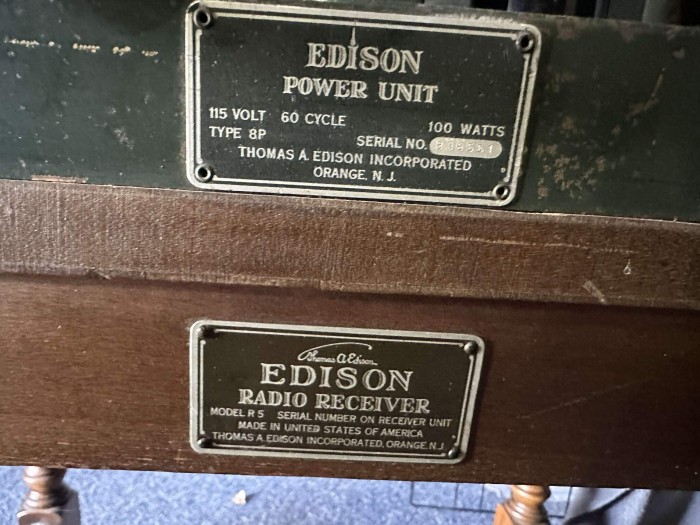 EDISON
POWER UNIT
115 VOLT 60 CYCLE 100 WATTS
TYPE 8P SERIAL NO.
THOMAS A. EDISON INCORPORATED
ORANGE, N. J.
Thomas A Edison
EDISON
RADIO RECEIVER
MODEL R 5 SERIAL NUMBER ON RECEIVER UNIT
MADE IN UNITED STATES OF AMERICA
THOMAS A. EDISON INCORPORATED, ORANGE N.J.